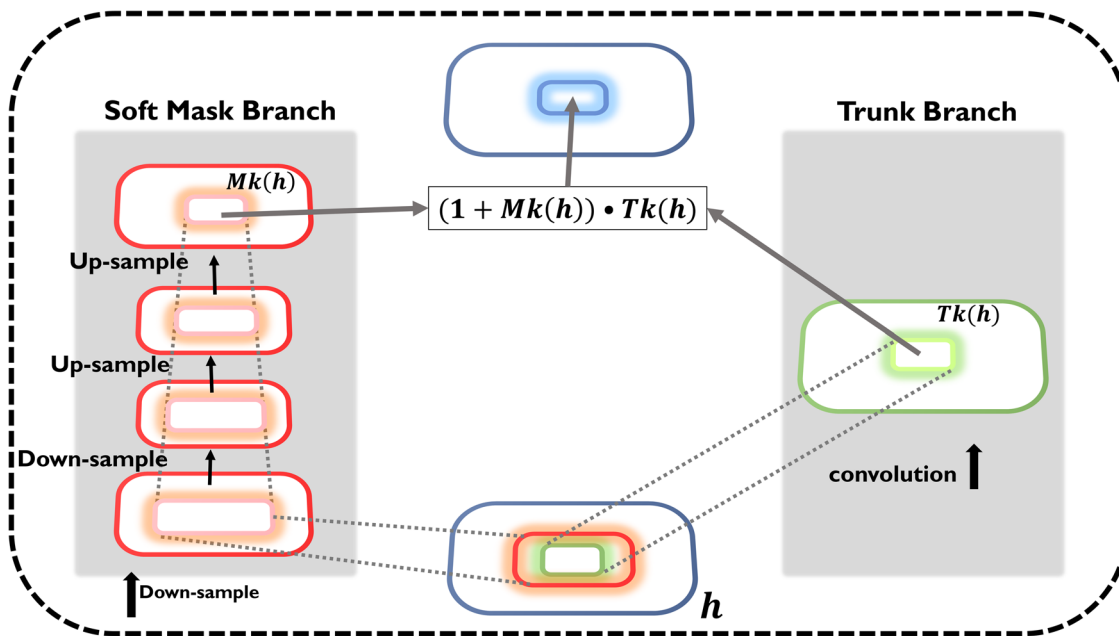 Soft Mask Branch
Trunk Branch
Mk(h)
(1 + Mk(h)) • Tk(h)
Up-sample
Tk(h)
Up-sample
Down-sample
convolution
Down-sample
h